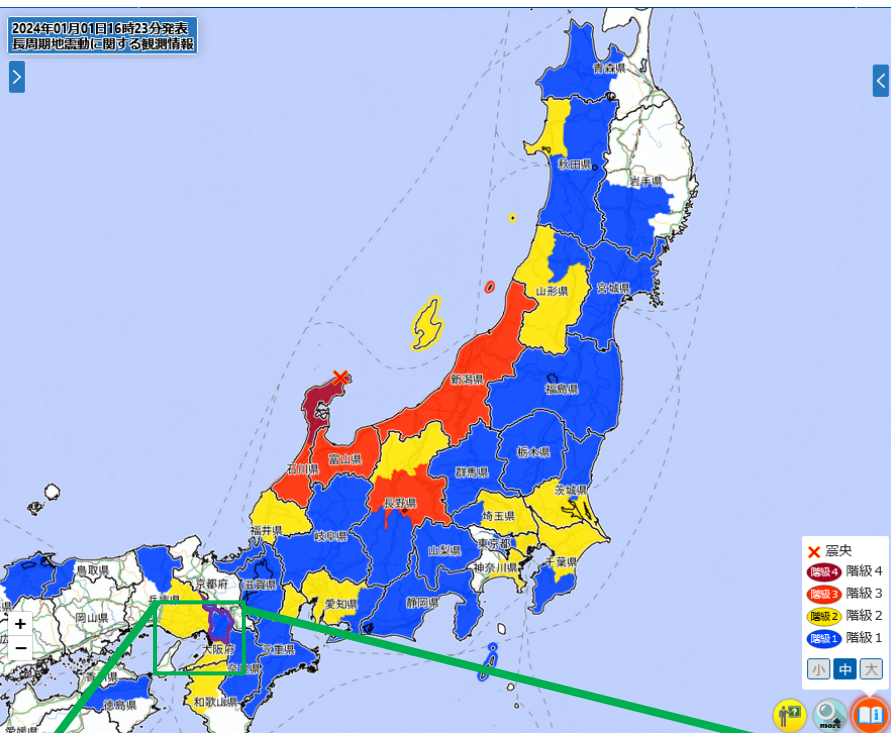 2024年01月01日16時23分発表
長周期地震動に関する観測情報
青森県
秋田県
岩手県
山形県
宮城県
新潟県
福島県
石川県
富山県
群馬県
栃木県
長野県
茨城県
福井県
岐阜県
埼玉県
山梨県
東京都
神奈川県
千葉県
鳥取県
兵庫県
京都府
滋賀県
愛知県
静岡県
岡山県
大阪府
三重県
和歌山県
徳島県
愛媛県
震央
階級4 階級4
階級3 階級3
階級2 階級2
階級1 階級1
小 中 大
+
−
more